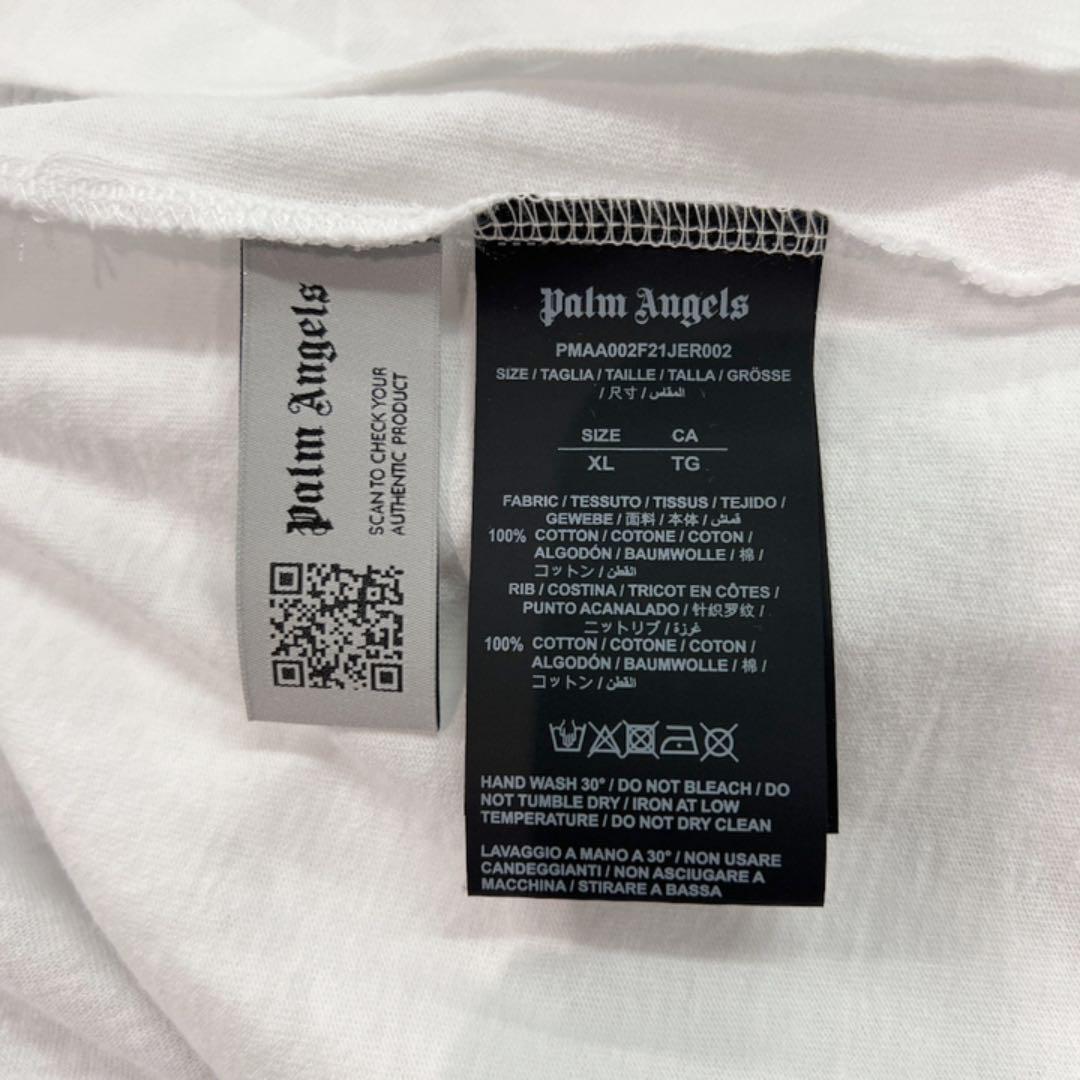 Palm Angels
SCAN TO CHECK YOUR
AUTHENTIC PRODUCT
Palm Angels
PMAA002F21JER002
SIZE / TAGLIA / TAILLE / TALLA / GRÖSSE
/ 尺寸 / المقاس
SIZE CA
XL TG
FABRIC / TESSUTO / TISSUS / TEJIDO /
GEWEBE / 面料 / 本体 / قماش
100% COTTON / COTONE / COTON /
ALGODÓN / BAUMWOLLE / 棉 /
コットン / القطن
RIB / COSTINA / TRICOT EN CÔTES /
PUNTO ACANALADO / 针织罗纹 /
ニットリブ / غرزة
100% COTTON / COTONE / COTON /
ALGODÓN / BAUMWOLLE / 棉 /
コットン / القطن
HAND WASH 30° / DO NOT BLEACH / DO
NOT TUMBLE DRY / IRON AT LOW
TEMPERATURE / DO NOT DRY CLEAN
LAVAGGIO A MANO A 30° / NON USARE
CANDEGGIANTI / NON ASCIUGARE A
MACCHINA / STIRARE A BASSA